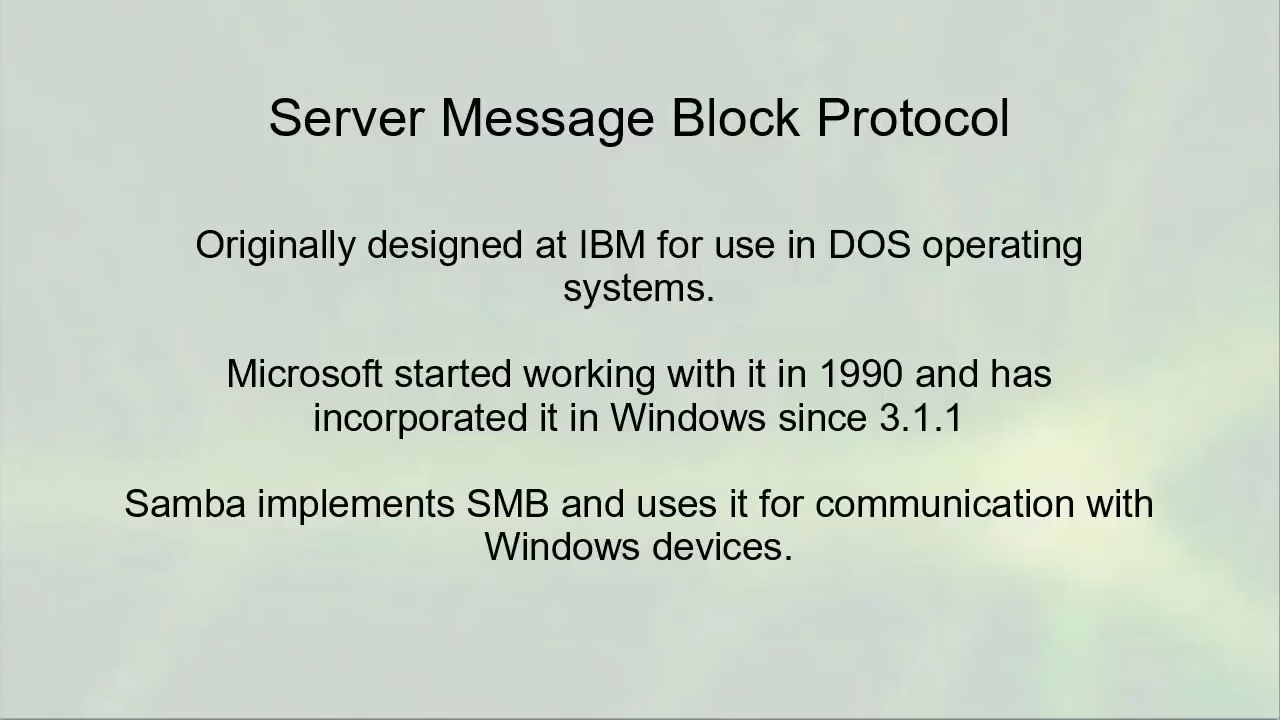 Server Message Block Protocol
Originally designed at IBM for use in DOS operating
systems.
Microsoft started working with it in 1990 and has
incorporated it in Windows since 3.1.1
Samba implements SMB and uses it for communication with
Windows devices.